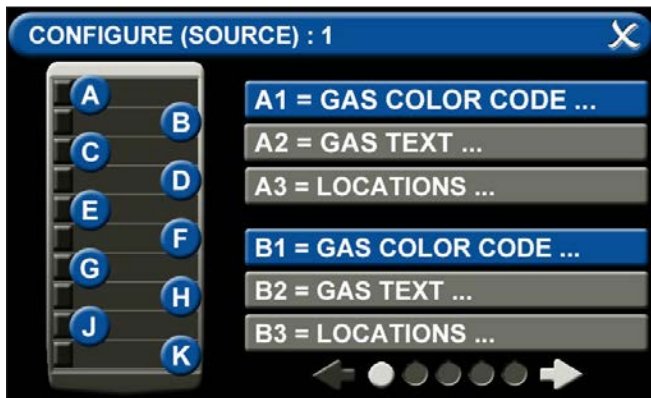 CONFIGURE (SOURCE) : 1
X
A
B
C
D
E
F
G
H
J
K
A1 = GAS COLOR CODE ...
A2 = GAS TEXT ...
A3 = LOCATIONS ...
B1 = GAS COLOR CODE ...
B2 = GAS TEXT ...
B3 = LOCATIONS ...